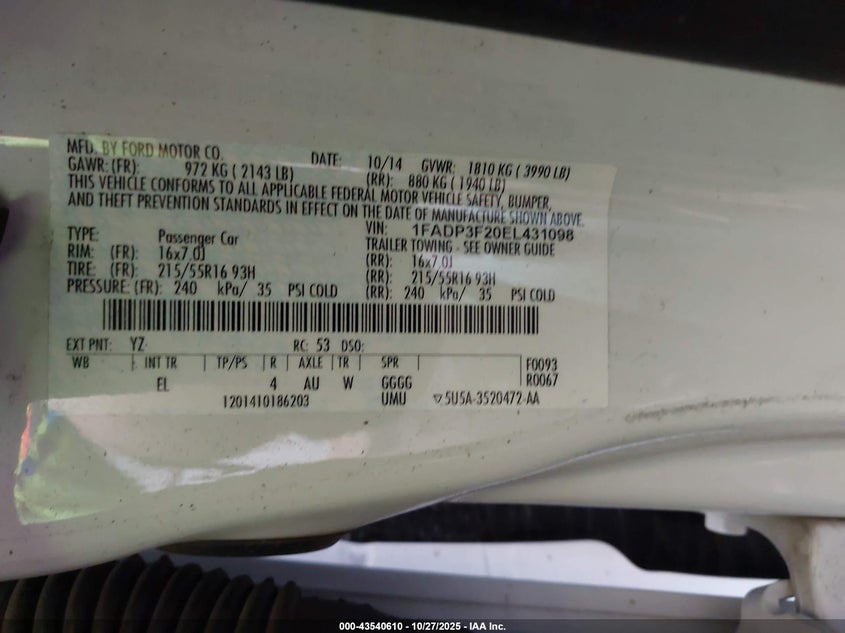 MFD. BY FORD MOTOR CO. DATE: 10/14 GVWR: 1810 KG ( 3990 LB)
GAWR: (FR): 972 KG ( 2143 LB) (RR): 880 KG ( 1940 LB)
THIS VEHICLE CONFORMS TO ALL APPLICABLE FEDERAL MOTOR VEHICLE SAFETY, BUMPER,
AND THEFT PREVENTION STANDARDS IN EFFECT ON THE DATE OF MANUFACTURE SHOWN ABOVE.
VIN: 1FADP3F20EL431098
TYPE: Passenger Car TRAILER TOWING - SEE OWNER GUIDE
RIM: (FR): 16x7.0J (RR): 16x7.0J
TIRE: (FR): 215/55R16 93H (RR): 215/55R16 93H
PRESSURE: (FR): 240 kPa/ 35 PSI COLD (RR): 240 kPa/ 35 PSI COLD
EXT PNT: YZ RC: 53 DSO:
WB INT TR TP/PS R AXLE TR SPR F0093
EL 4 AU W GGGG R0067
1201410186203 UMU 5U5A-3520472-AA
000-43540610 - 10/27/2025 - IAA Inc.